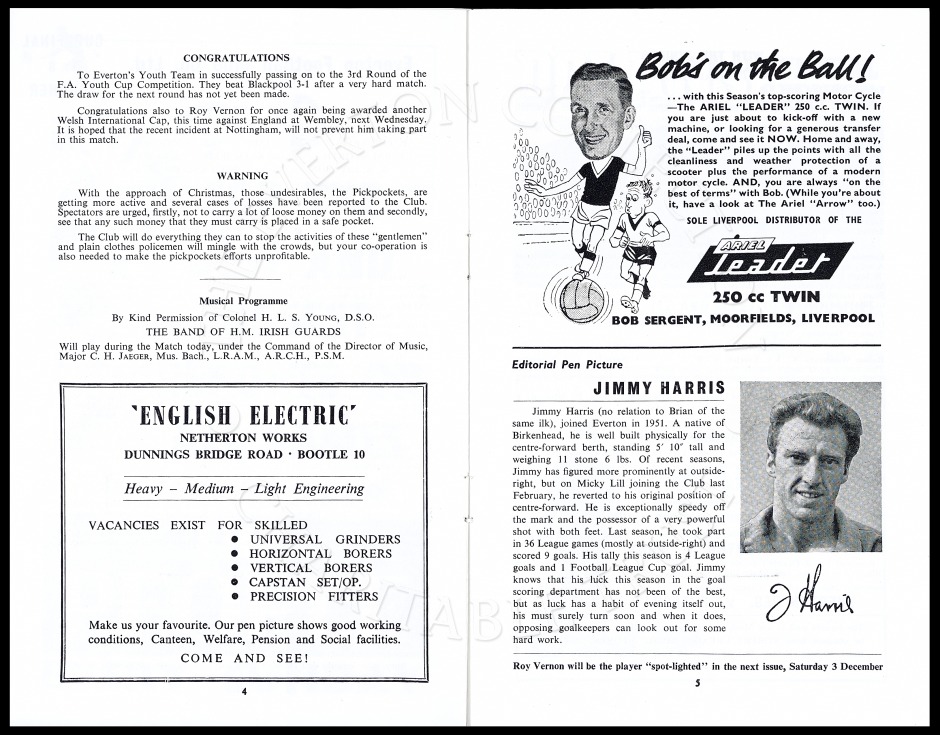 CONGRATULATIONS
To Everton's Youth Team in successfully passing on to the 3rd Round of the
F.A. Youth Cup Competition. They beat Blackpool 3-1 after a very hard match.
The draw for the next round has not yet been made.
Congratulations also to Roy Vernon for once again being awarded another
Welsh International Cap, this time against England at Wembley, next Wednesday.
It is hoped that the recent incident at Nottingham, will not prevent him taking part
in this match.
WARNING
With the approach of Christmas, those undesirables, the Pickpockets, are
getting more active and several cases of losses have been reported to the Club.
Spectators are urged, firstly, not to carry a lot of loose money on them and secondly,
see that any such money that they must carry is placed in a safe pocket.
The Club will do everything they can to stop the activities of these "gentlemen"
and plain clothes policemen will mingle with the crowds, but your co-operation is
also needed to make the pickpockets efforts unprofitable.
Musical Programme
By Kind Permission of Colonel H. L. S. YOUNG, D.S.O.
THE BAND OF H.M. IRISH GUARDS
Will play during the Match today, under the Command of the Director of Music,
Major C. H. JAEGER, Mus. Bach., L.R.A.M., A.R.C.H., P.S.M.
'ENGLISH ELECTRIC'
NETHERTON WORKS
DUNNINGS BRIDGE ROAD · BOOTLE 10
Heavy – Medium – Light Engineering
VACANCIES EXIST FOR SKILLED
● UNIVERSAL GRINDERS
● HORIZONTAL BORERS
● VERTICAL BORERS
● CAPSTAN SET/OP.
● PRECISION FITTERS
Make us your favourite. Our pen picture shows good working
conditions, Canteen, Welfare, Pension and Social facilities.
COME AND SEE!
4
Bob's on the Ball!
...with this Season's top-scoring Motor Cycle
—The ARIEL "LEADER" 250 c.c. TWIN. If
you are just about to kick-off with a new
machine, or looking for a generous transfer
deal, come and see it NOW. Home and away,
the "Leader" piles up the points with all the
cleanliness and weather protection of a
scooter plus the performance of a modern
motor cycle. AND, you are always "on the
best of terms" with Bob. (While you're about
it, have a look at The Ariel "Arrow" too.)
SOLE LIVERPOOL DISTRIBUTOR OF THE
ARIEL
Leader
250 cc TWIN
BOB SERGENT, MOORFIELDS, LIVERPOOL
Editorial Pen Picture
JIMMY HARRIS
Jimmy Harris (no relation to Brian of the
same ilk), joined Everton in 1951. A native of
Birkenhead, he is well built physically for the
centre-forward berth, standing 5' 10" tall and
weighing 11 stone 6 lbs. Of recent seasons,
Jimmy has figured more prominently at outside-
right, but on Micky Lill joining the Club last
February, he reverted to his original position of
centre-forward. He is exceptionally speedy off
the mark and the possessor of a very powerful
shot with both feet. Last season, he took part
in 36 League games (mostly at outside-right) and
scored 9 goals. His tally this season is 4 League
goals and 1 Football League Cup goal. Jimmy
knows that his luck this season in the goal
scoring department has not been of the best,
but as luck has a habit of evening itself out,
his must surely turn soon and when it does,
opposing goalkeepers can look out for some
hard work.
J Harris
Roy Vernon will be the player "spot-lighted" in the next issue, Saturday 3 December
5